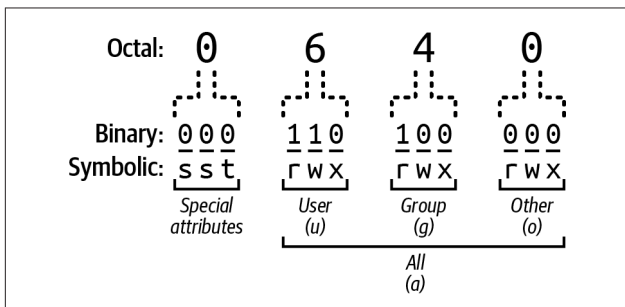 Octal: 0 6 4 0
Binary: 000 110 100 000
Symbolic: sst rwx rwx rwx
Special attributes User (u) Group (g) Other (o)
All
(a)